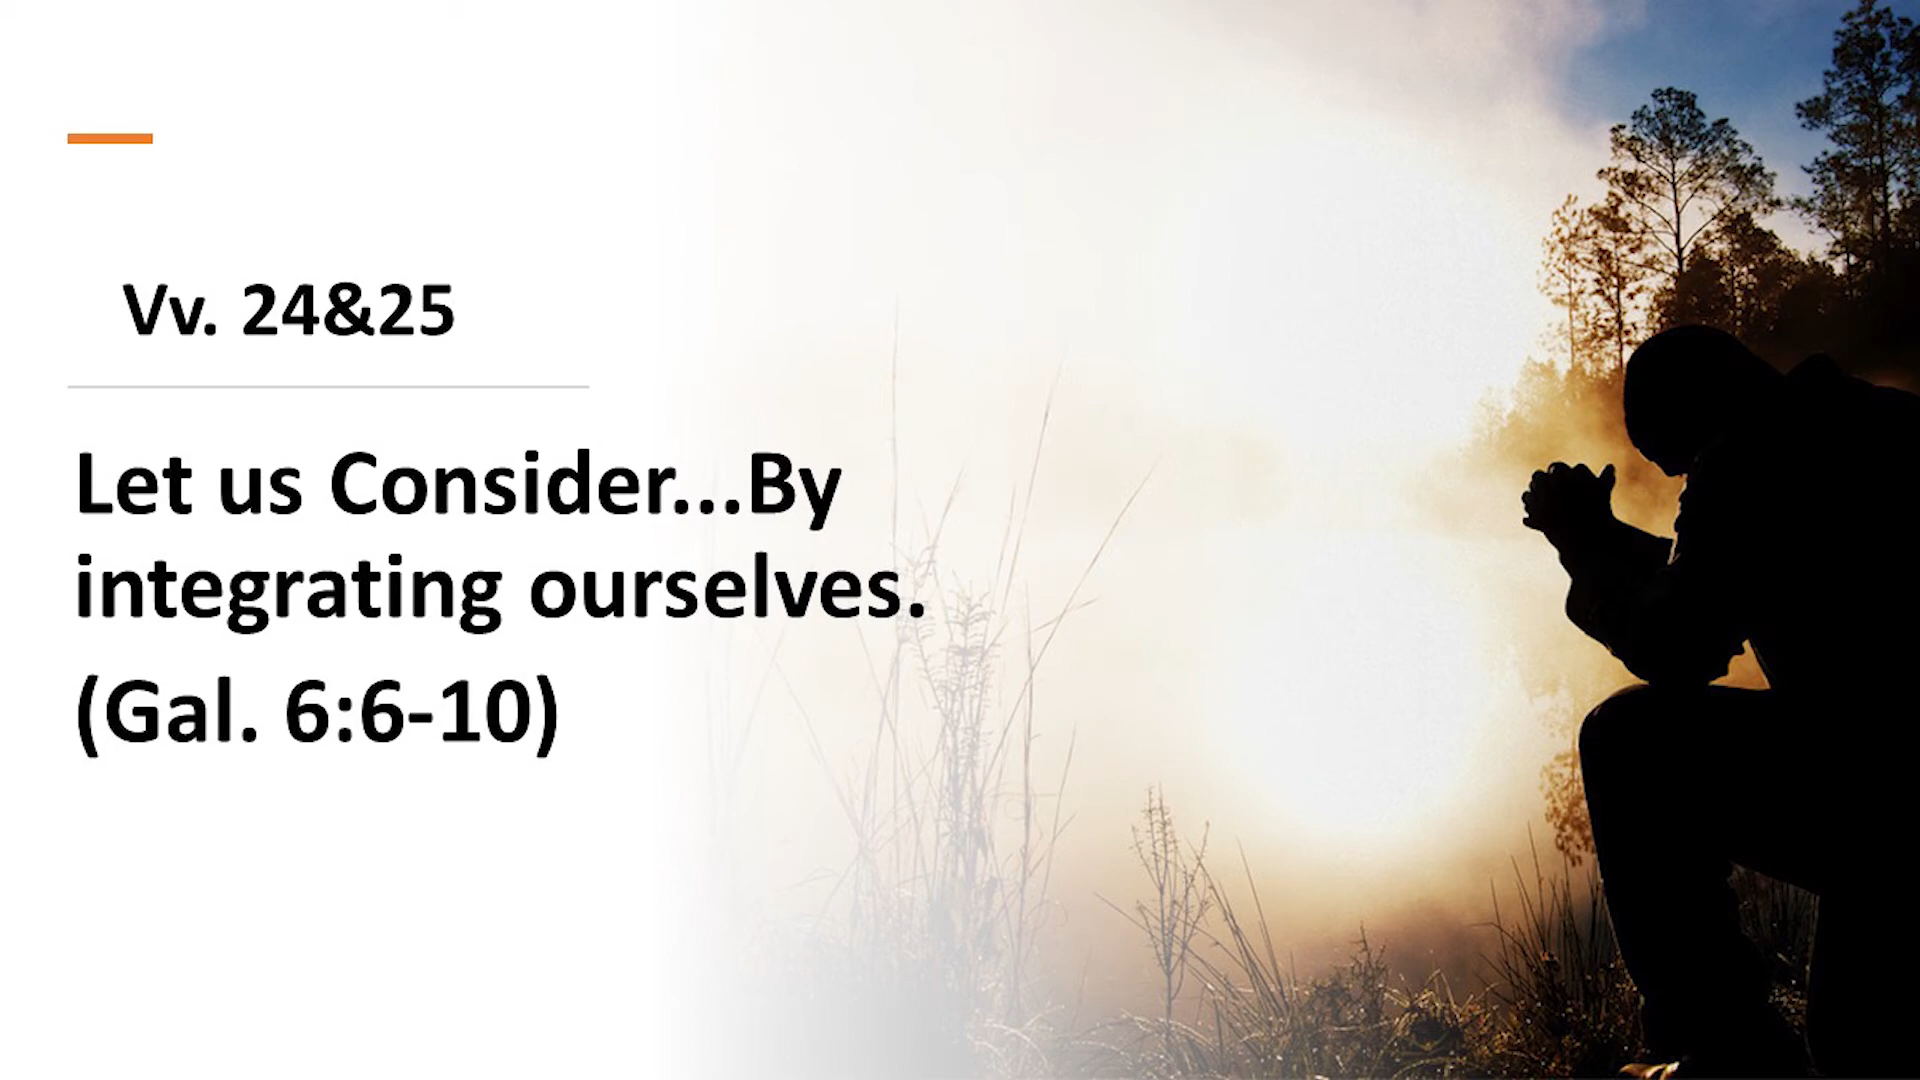 Vv. 24&25
Let us Consider...By
integrating ourselves.
(Gal. 6:6-10)